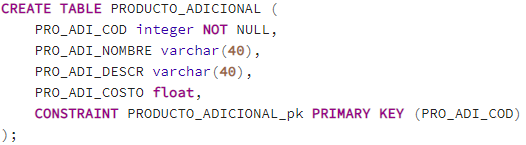 CREATE TABLE PRODUCTO_ADICIONAL (
    PRO_ADI_COD integer NOT NULL,
    PRO_ADI_NOMBRE varchar(40),
    PRO_ADI_DESCR varchar(40),
    PRO_ADI_COSTO float,
    CONSTRAINT PRODUCTO_ADICIONAL_pk PRIMARY KEY (PRO_ADI_COD)
);